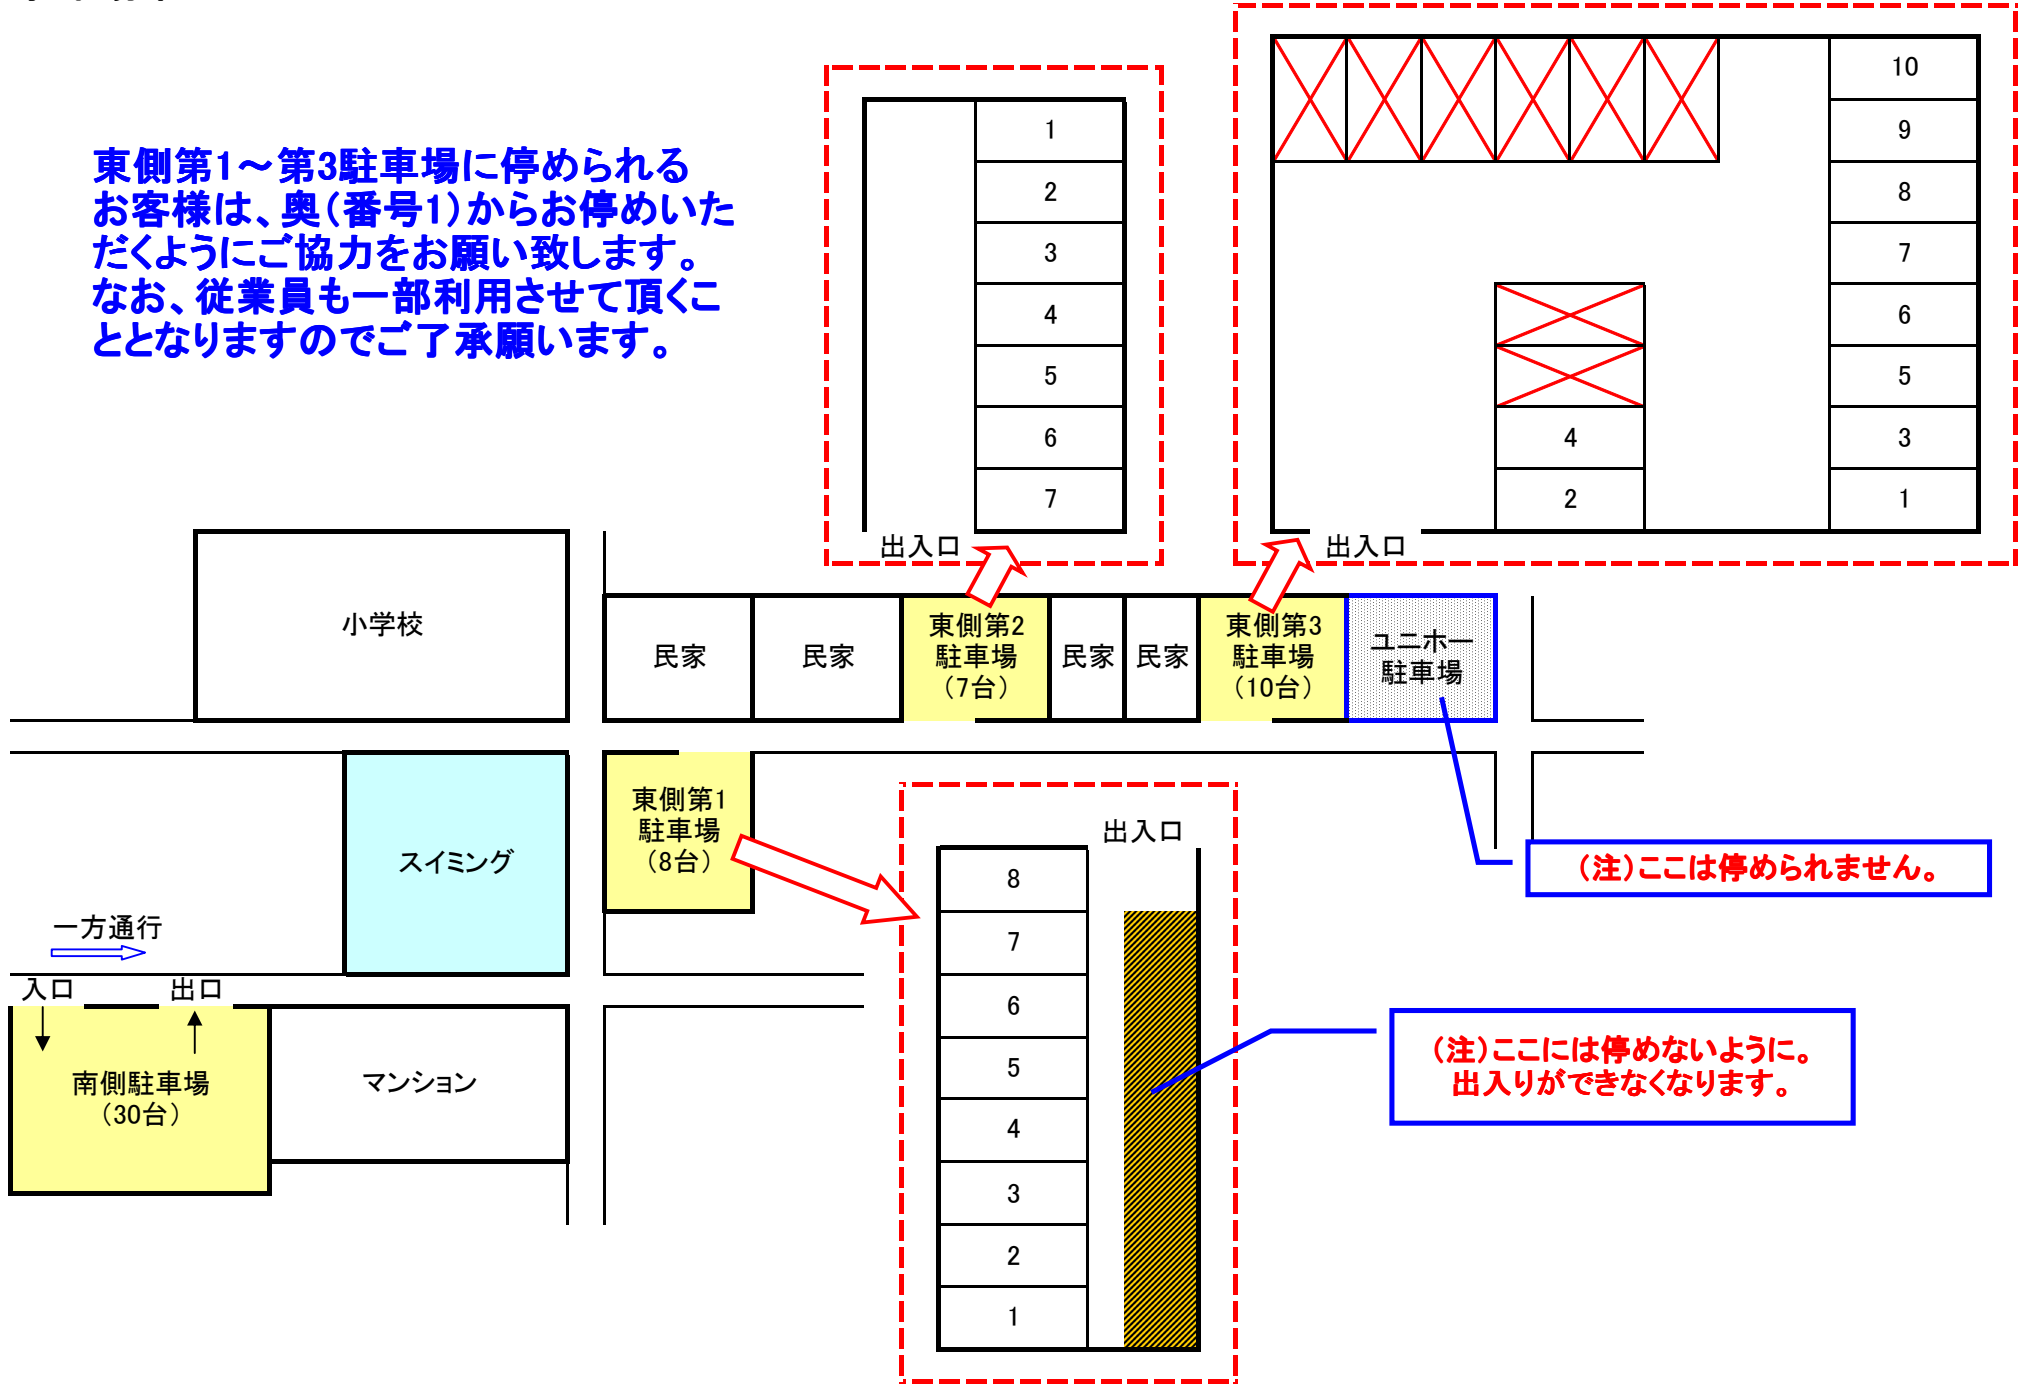 東側第1～第3駐車場に停められる
お客様は、奥（番号1）からお停めいた
だくようにご協力をお願い致します。
なお、従業員も一部利用させて頂くこ
ととなりますのでご了承願います。
1
2
3
4
5
6
7
出入口
10
9
8
7
6
5
3
1
4
2
出入口
小学校
民家
民家
東側第2
駐車場
（7台）
民家
民家
東側第3
駐車場
（10台）
ユニホー
駐車場
東側第1
駐車場
（8台）
スイミング
出入口
8
7
6
5
4
3
2
1
（注）ここは停められません。
一方通行
入口
出口
南側駐車場
（30台）
マンション
（注）ここには停めないように。
出入りができなくなります。